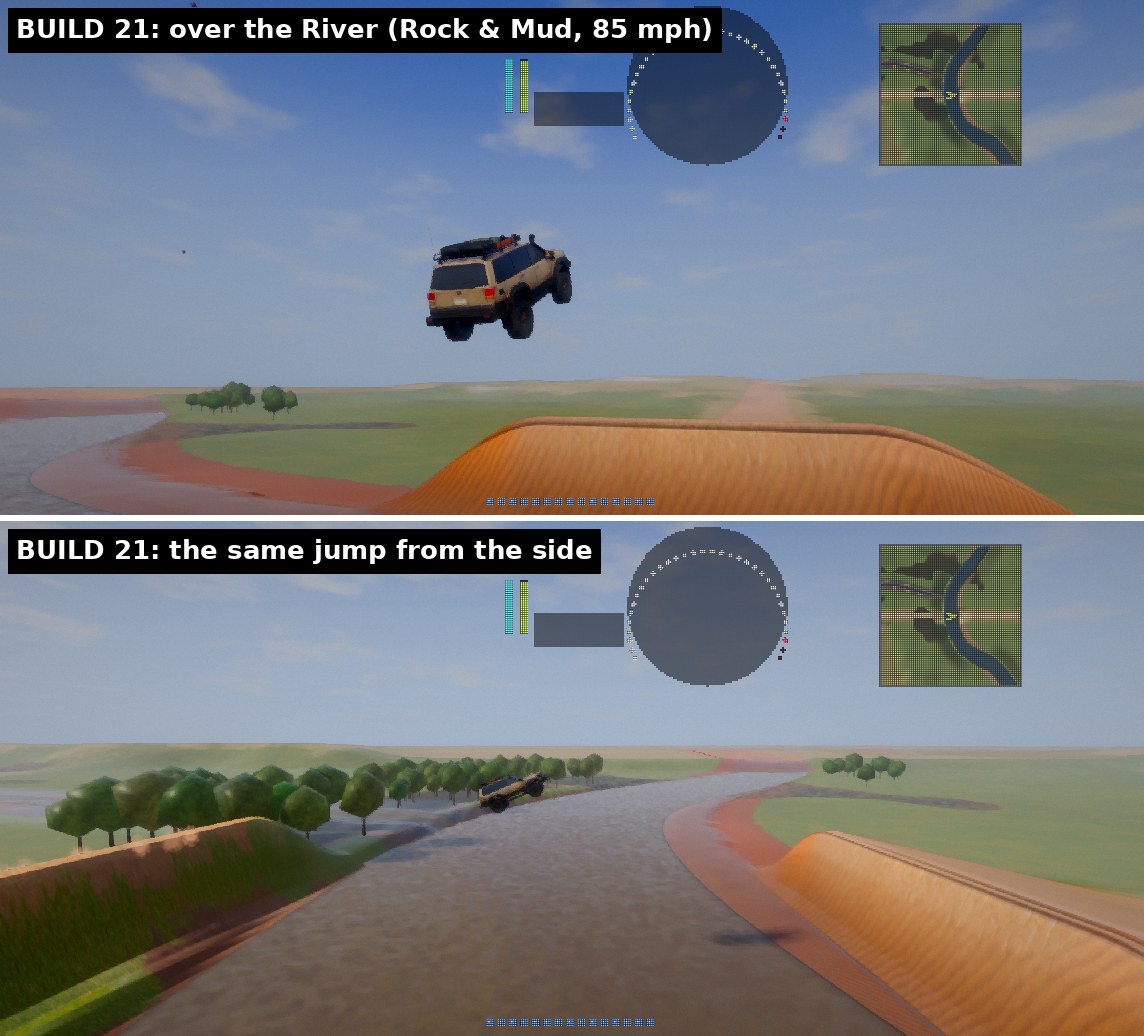 BUILD 21: over the River (Rock & Mud, 85 mph)
BUILD 21: the same jump from the side